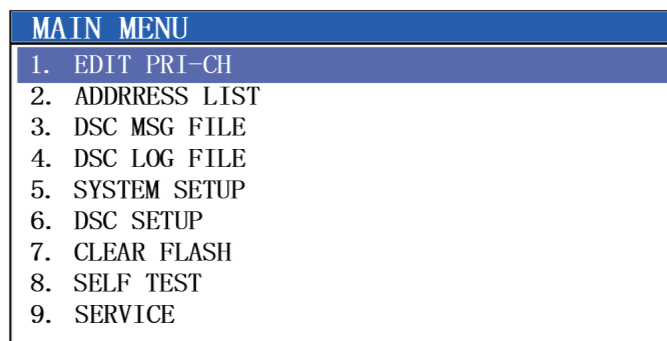 MAIN MENU
1. EDIT PRI-CH
2. ADDRRESS LIST
3. DSC MSG FILE
4. DSC LOG FILE
5. SYSTEM SETUP
6. DSC SETUP
7. CLEAR FLASH
8. SELF TEST
9. SERVICE